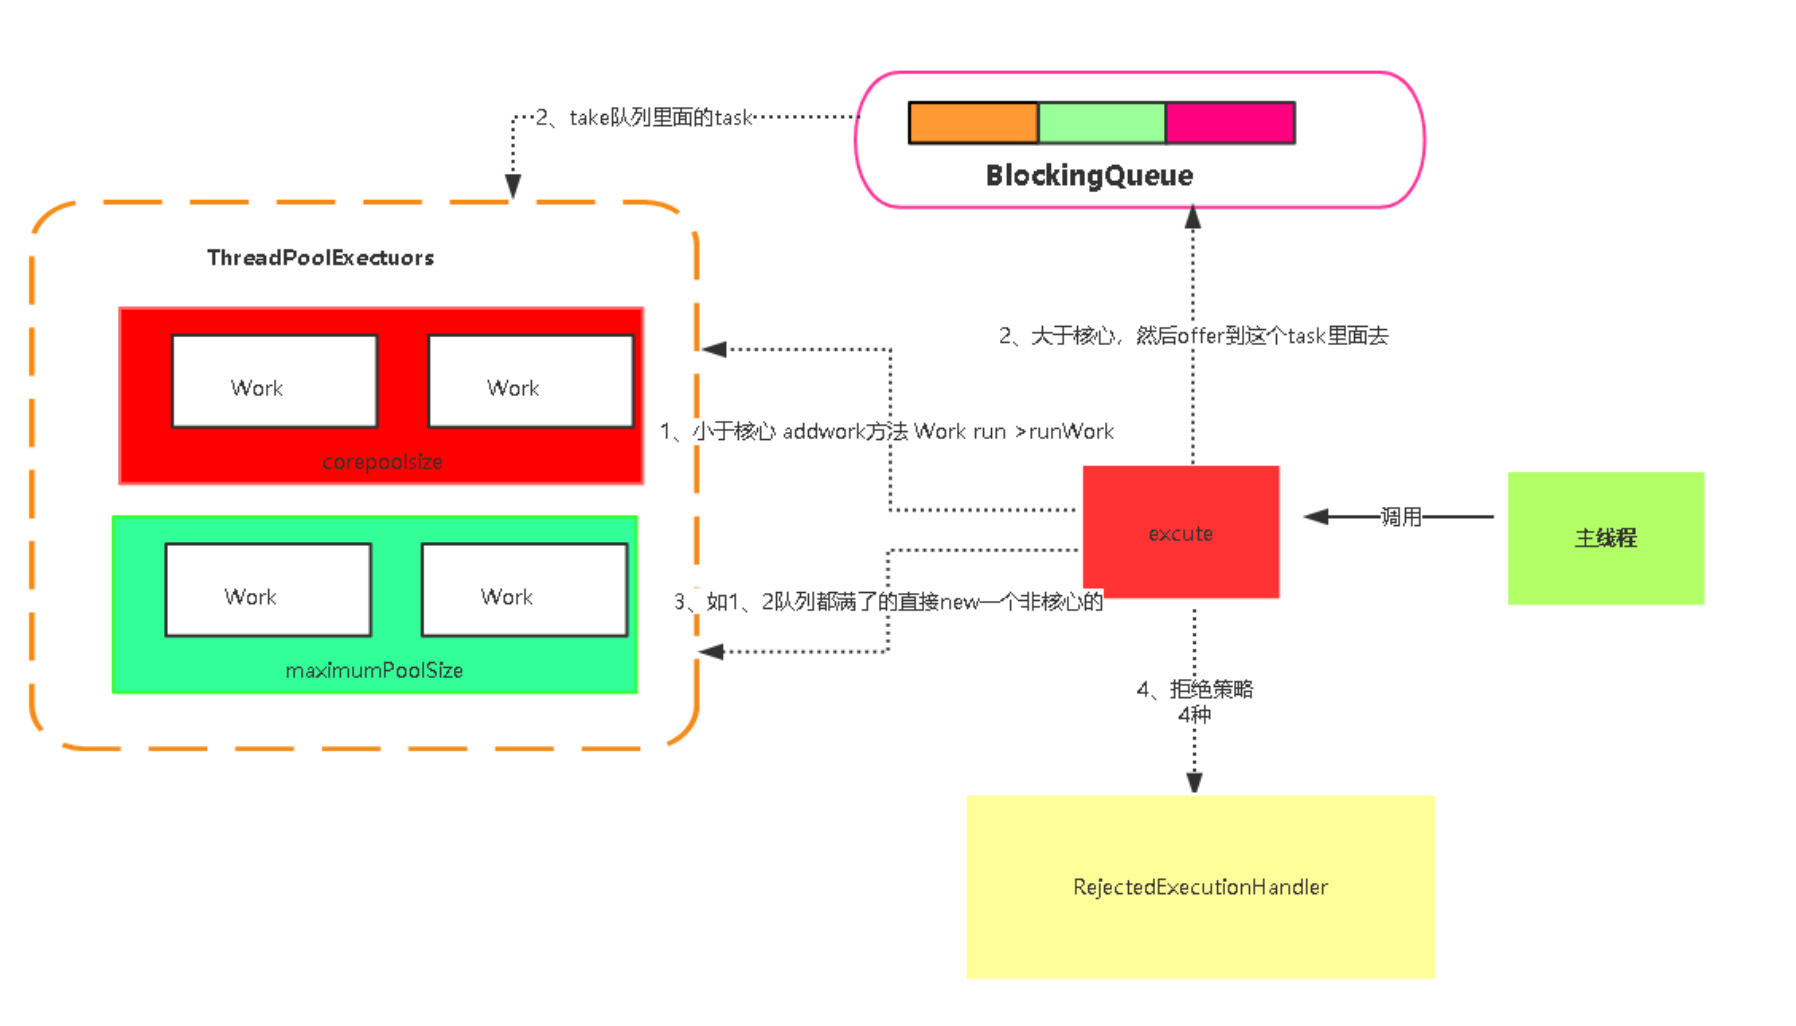 2、take队列里面的task
BlockingQueue
ThreadPoolExectuors
Work
Work
corepoolsize
2、大于核心，然后offer到这个task里面去
1、小于核心 addwork方法 Work run >runWork
excute
调用
主线程
3、如1、2队列都满了的直接new一个非核心的
Work
Work
maximumPoolSize
4、拒绝策略
4种
RejectedExecutionHandler